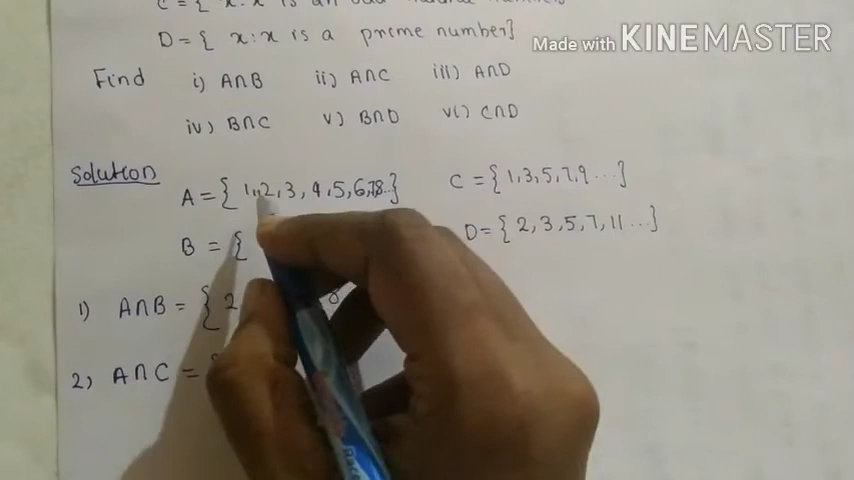 D = { x : x is a prime number}
Made with KINEMASTER
Find i) A∩B ii) A∩C iii) A∩D
iv) B∩C v) B∩D vi) C∩D
Solution
A = { 1, 2, 3, 4, 5, 6, 7, 8... }
C = { 1, 3, 5, 7, 9 ... }
B = {
D = { 2, 3, 5, 7, 11 ... }
1) A∩B = { 2
2) A∩C =